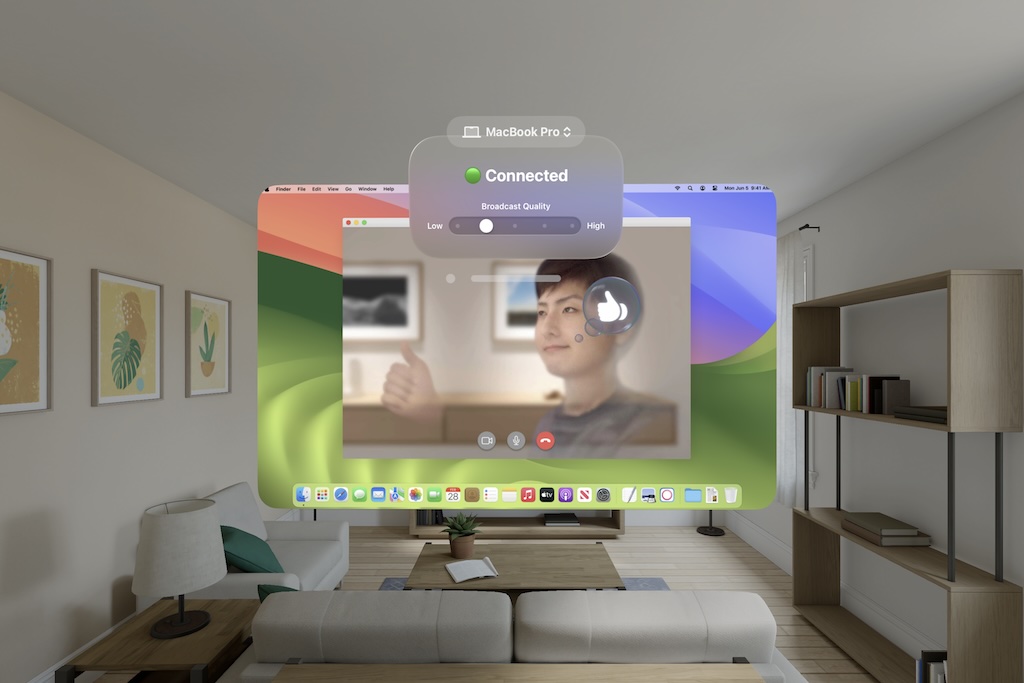 MacBook Pro
Connected
Broadcast Quality
Low High
Finder File Edit View Go Window Help
Mon Jun 5 9:41 AM
28
tv